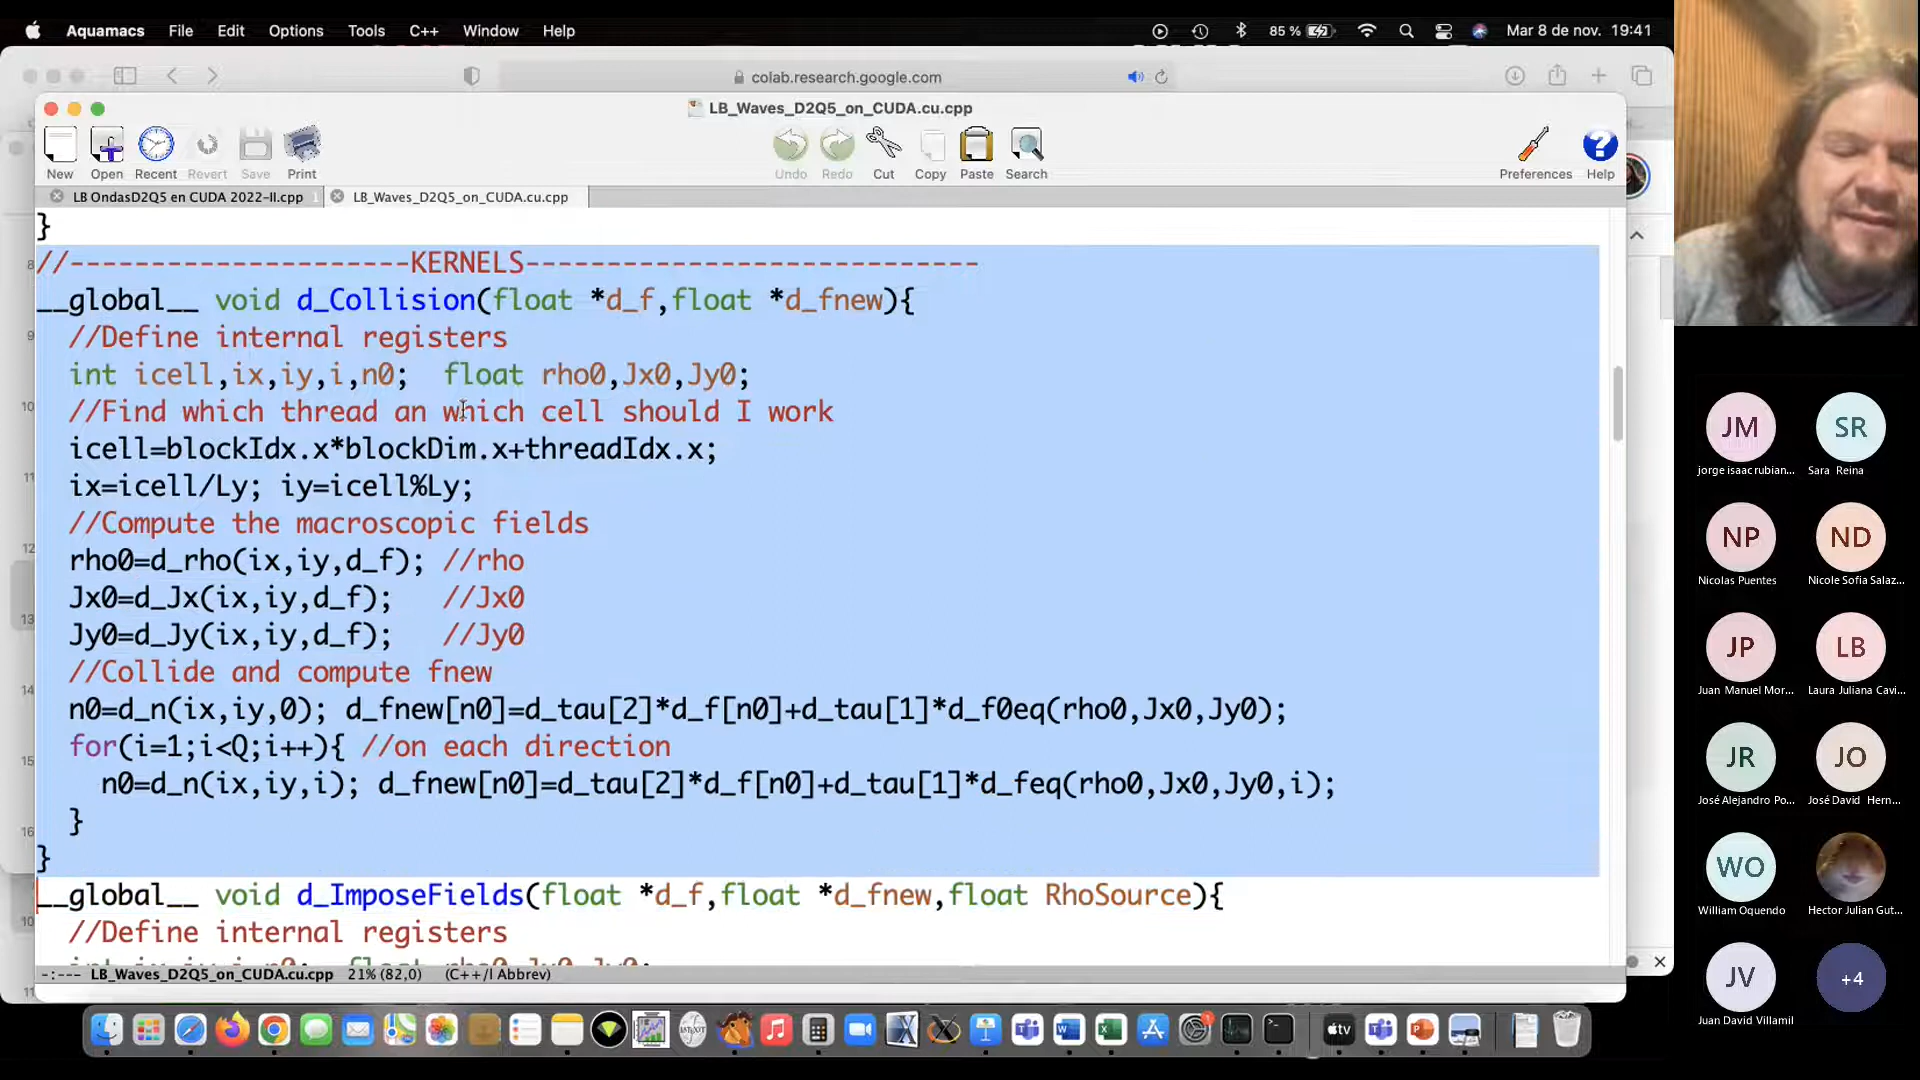 Aquamacs File Edit Options Tools C++ Window Help 85 % Mar 8 de nov. 19:41
colab.research.google.com
LB_Waves_D2Q5_on_CUDA.cu.cpp
New Open Recent Revert Save Print Undo Redo Cut Copy Paste Search Preferences Help
LB OndasD2Q5 en CUDA 2022-II.cpp LB_Waves_D2Q5_on_CUDA.cu.cpp
}
//---------------------KERNELS----------------------------
__global__ void d_Collision(float *d_f,float *d_fnew){
//Define internal registers
int icell,ix,iy,i,n0; float rho0,Jx0,Jy0;
//Find which thread an which cell should I work
icell=blockIdx.x*blockDim.x+threadIdx.x;
ix=icell/Ly; iy=icell%Ly;
//Compute the macroscopic fields
rho0=d_rho(ix,iy,d_f); //rho
Jx0=d_Jx(ix,iy,d_f); //Jx0
Jy0=d_Jy(ix,iy,d_f); //Jy0
//Collide and compute fnew
n0=d_n(ix,iy,0); d_fnew[n0]=d_tau[2]*d_f[n0]+d_tau[1]*d_f0eq(rho0,Jx0,Jy0);
for(i=1;i<Q;i++){ //on each direction
n0=d_n(ix,iy,i); d_fnew[n0]=d_tau[2]*d_f[n0]+d_tau[1]*d_feq(rho0,Jx0,Jy0,i);
}
}
__global__ void d_ImposeFields(float *d_f,float *d_fnew,float RhoSource){
//Define internal registers
int ix,iy,i,n0; float rho0,Jx0,Jy0;
-:--- LB_Waves_D2Q5_on_CUDA.cu.cpp 21% (82,0) (C++/l Abbrev)
JM SR
jorge isaac rubian... Sara Reina
NP ND
Nicolas Puentes Nicole Sofia Salaz...
JP LB
Juan Manuel Mor... Laura Juliana Cavi...
JR JO
José Alejandro Po... José David Hern...
WO
William Oquendo Hector Julian Gut...
JV +4
Juan David Villamil
tv